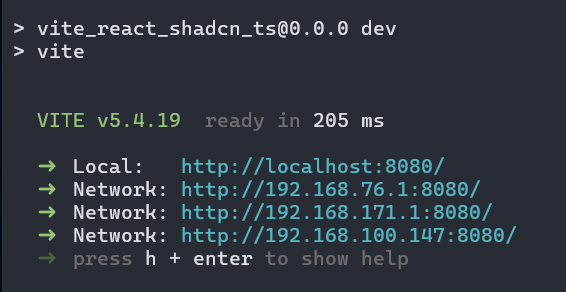 > vite_react_shadcn_ts@0.0.0 dev
> vite
VITE v5.4.19 ready in 205 ms
➜ Local: http://localhost:8080/
➜ Network: http://192.168.76.1:8080/
➜ Network: http://192.168.171.1:8080/
➜ Network: http://192.168.100.147:8080/
➜ press h + enter to show help